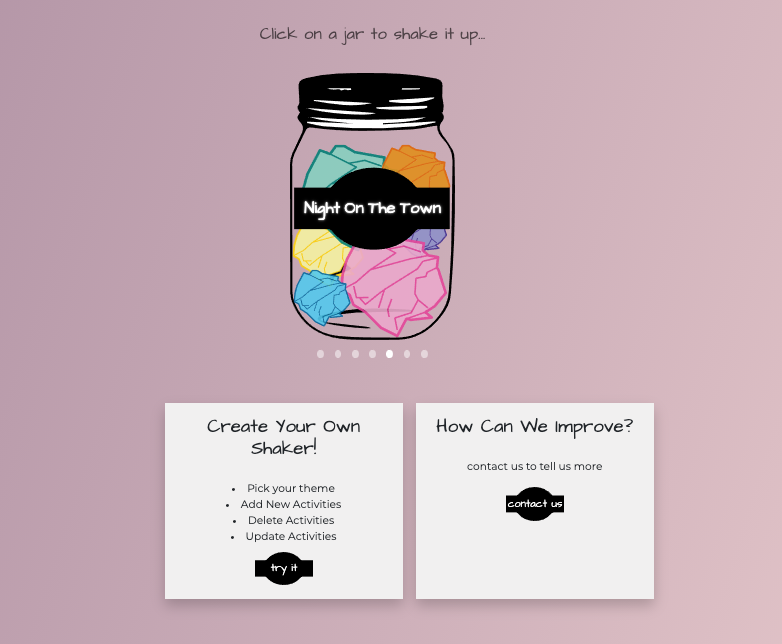 Click on a jar to shake it up...
Night On The Town
Create Your Own
Shaker!
• Pick your theme
• Add New Activities
• Delete Activities
• Update Activities
try it
How Can We Improve?
contact us to tell us more
contact us